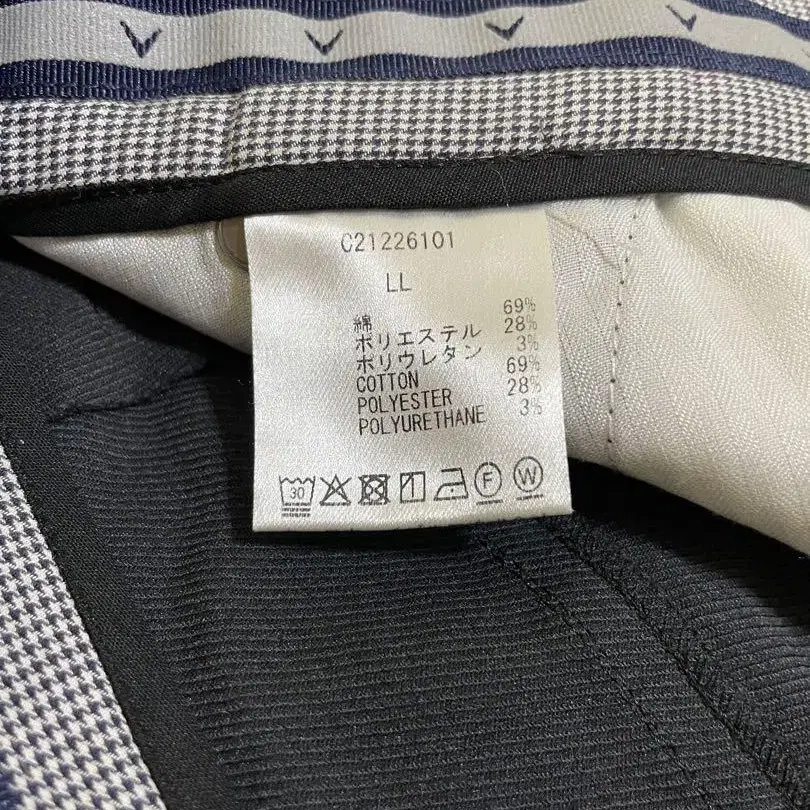 C21226101
LL
綿 69%
ポリエステル 28%
ポリウレタン 3%
COTTON 69%
POLYESTER 28%
POLYURETHANE 3%
30
F
W